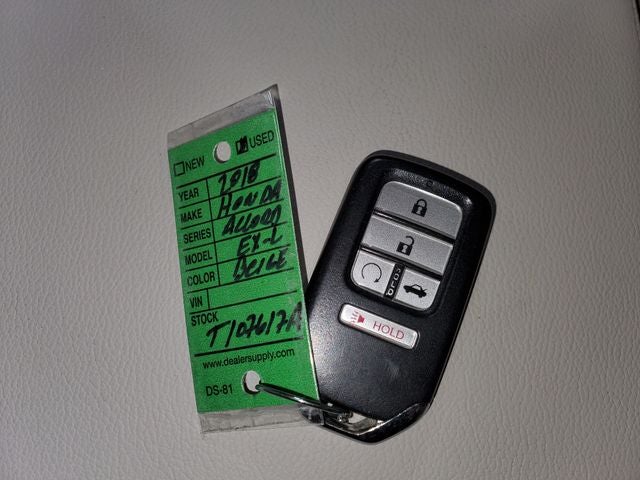 NEW USED
YEAR 2018
MAKE HONDA
SERIES ACCORD
MODEL EX-L
COLOR BEIGE
VIN
STOCK
T107617A
www.dealersupply.com
DS-81
HOLD